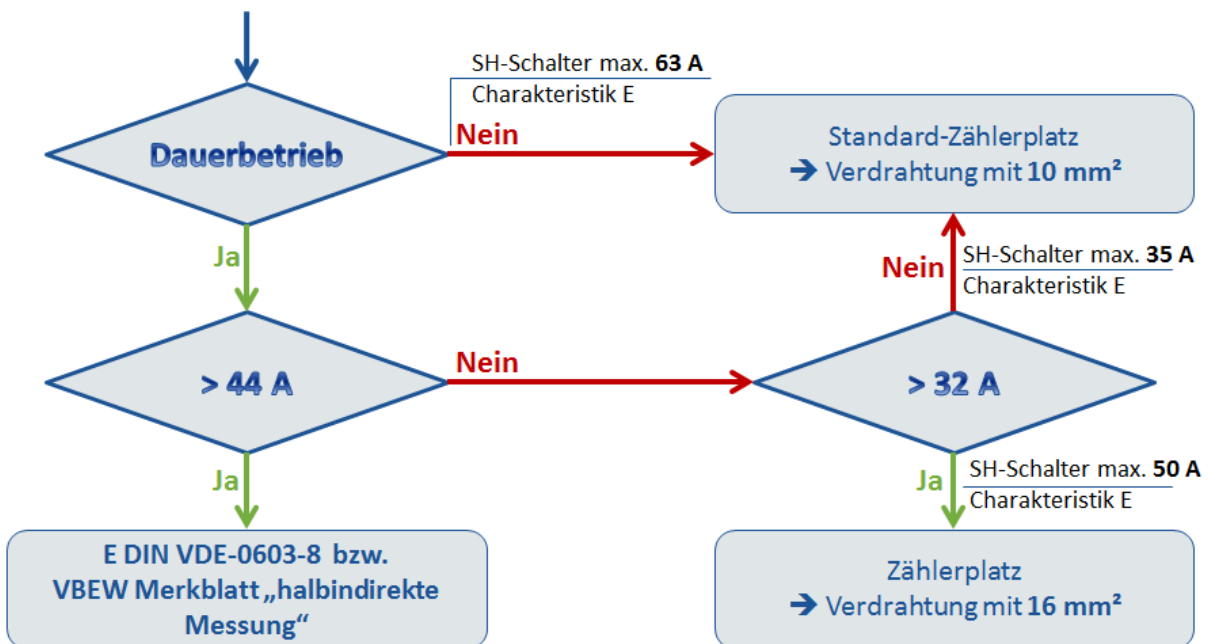 SH-Schalter max. 63 A
Charakteristik E
Dauerbetrieb
Nein
Standard-Zählerplatz
➔ Verdrahtung mit 10 mm²
Ja
Nein
SH-Schalter max. 35 A
Charakteristik E
> 44 A
Nein
> 32 A
Ja
Ja
SH-Schalter max. 50 A
Charakteristik E
E DIN VDE-0603-8 bzw.
VBEW Merkblatt „halbindirekte
Messung“
Zählerplatz
➔ Verdrahtung mit 16 mm²